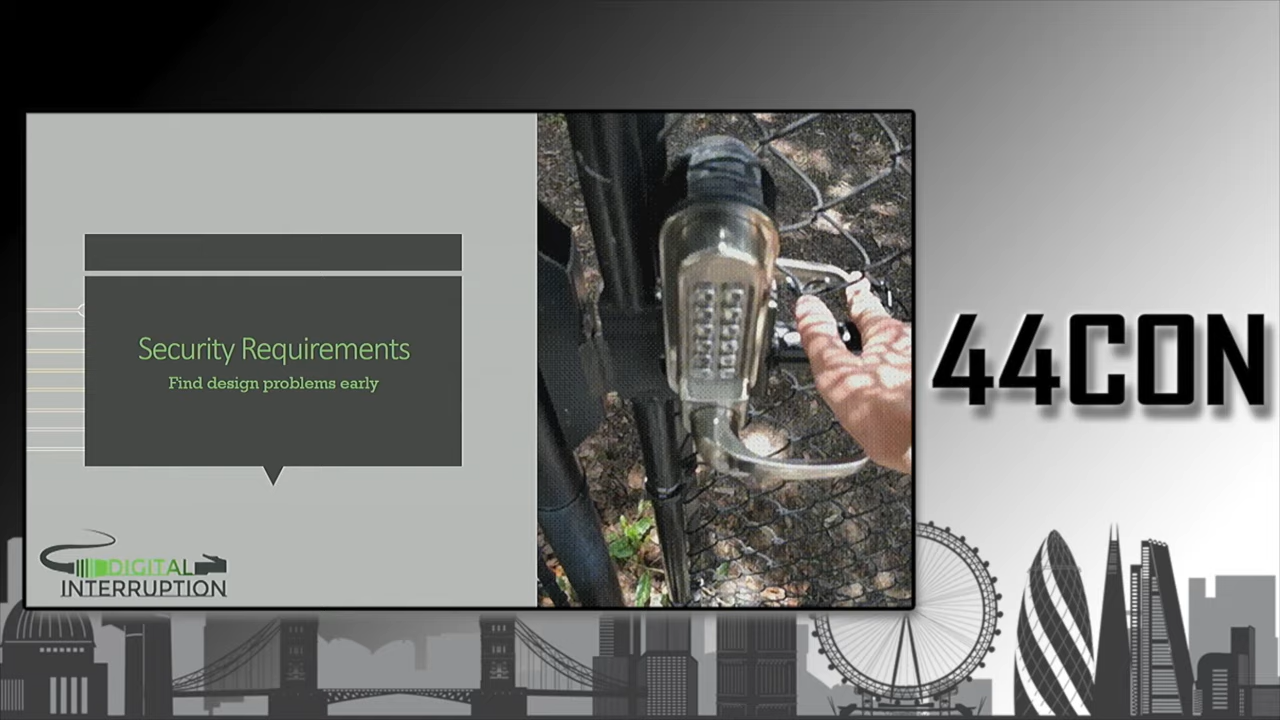 Security Requirements
Find design problems early
DIGITAL
INTERRUPTION
44CON